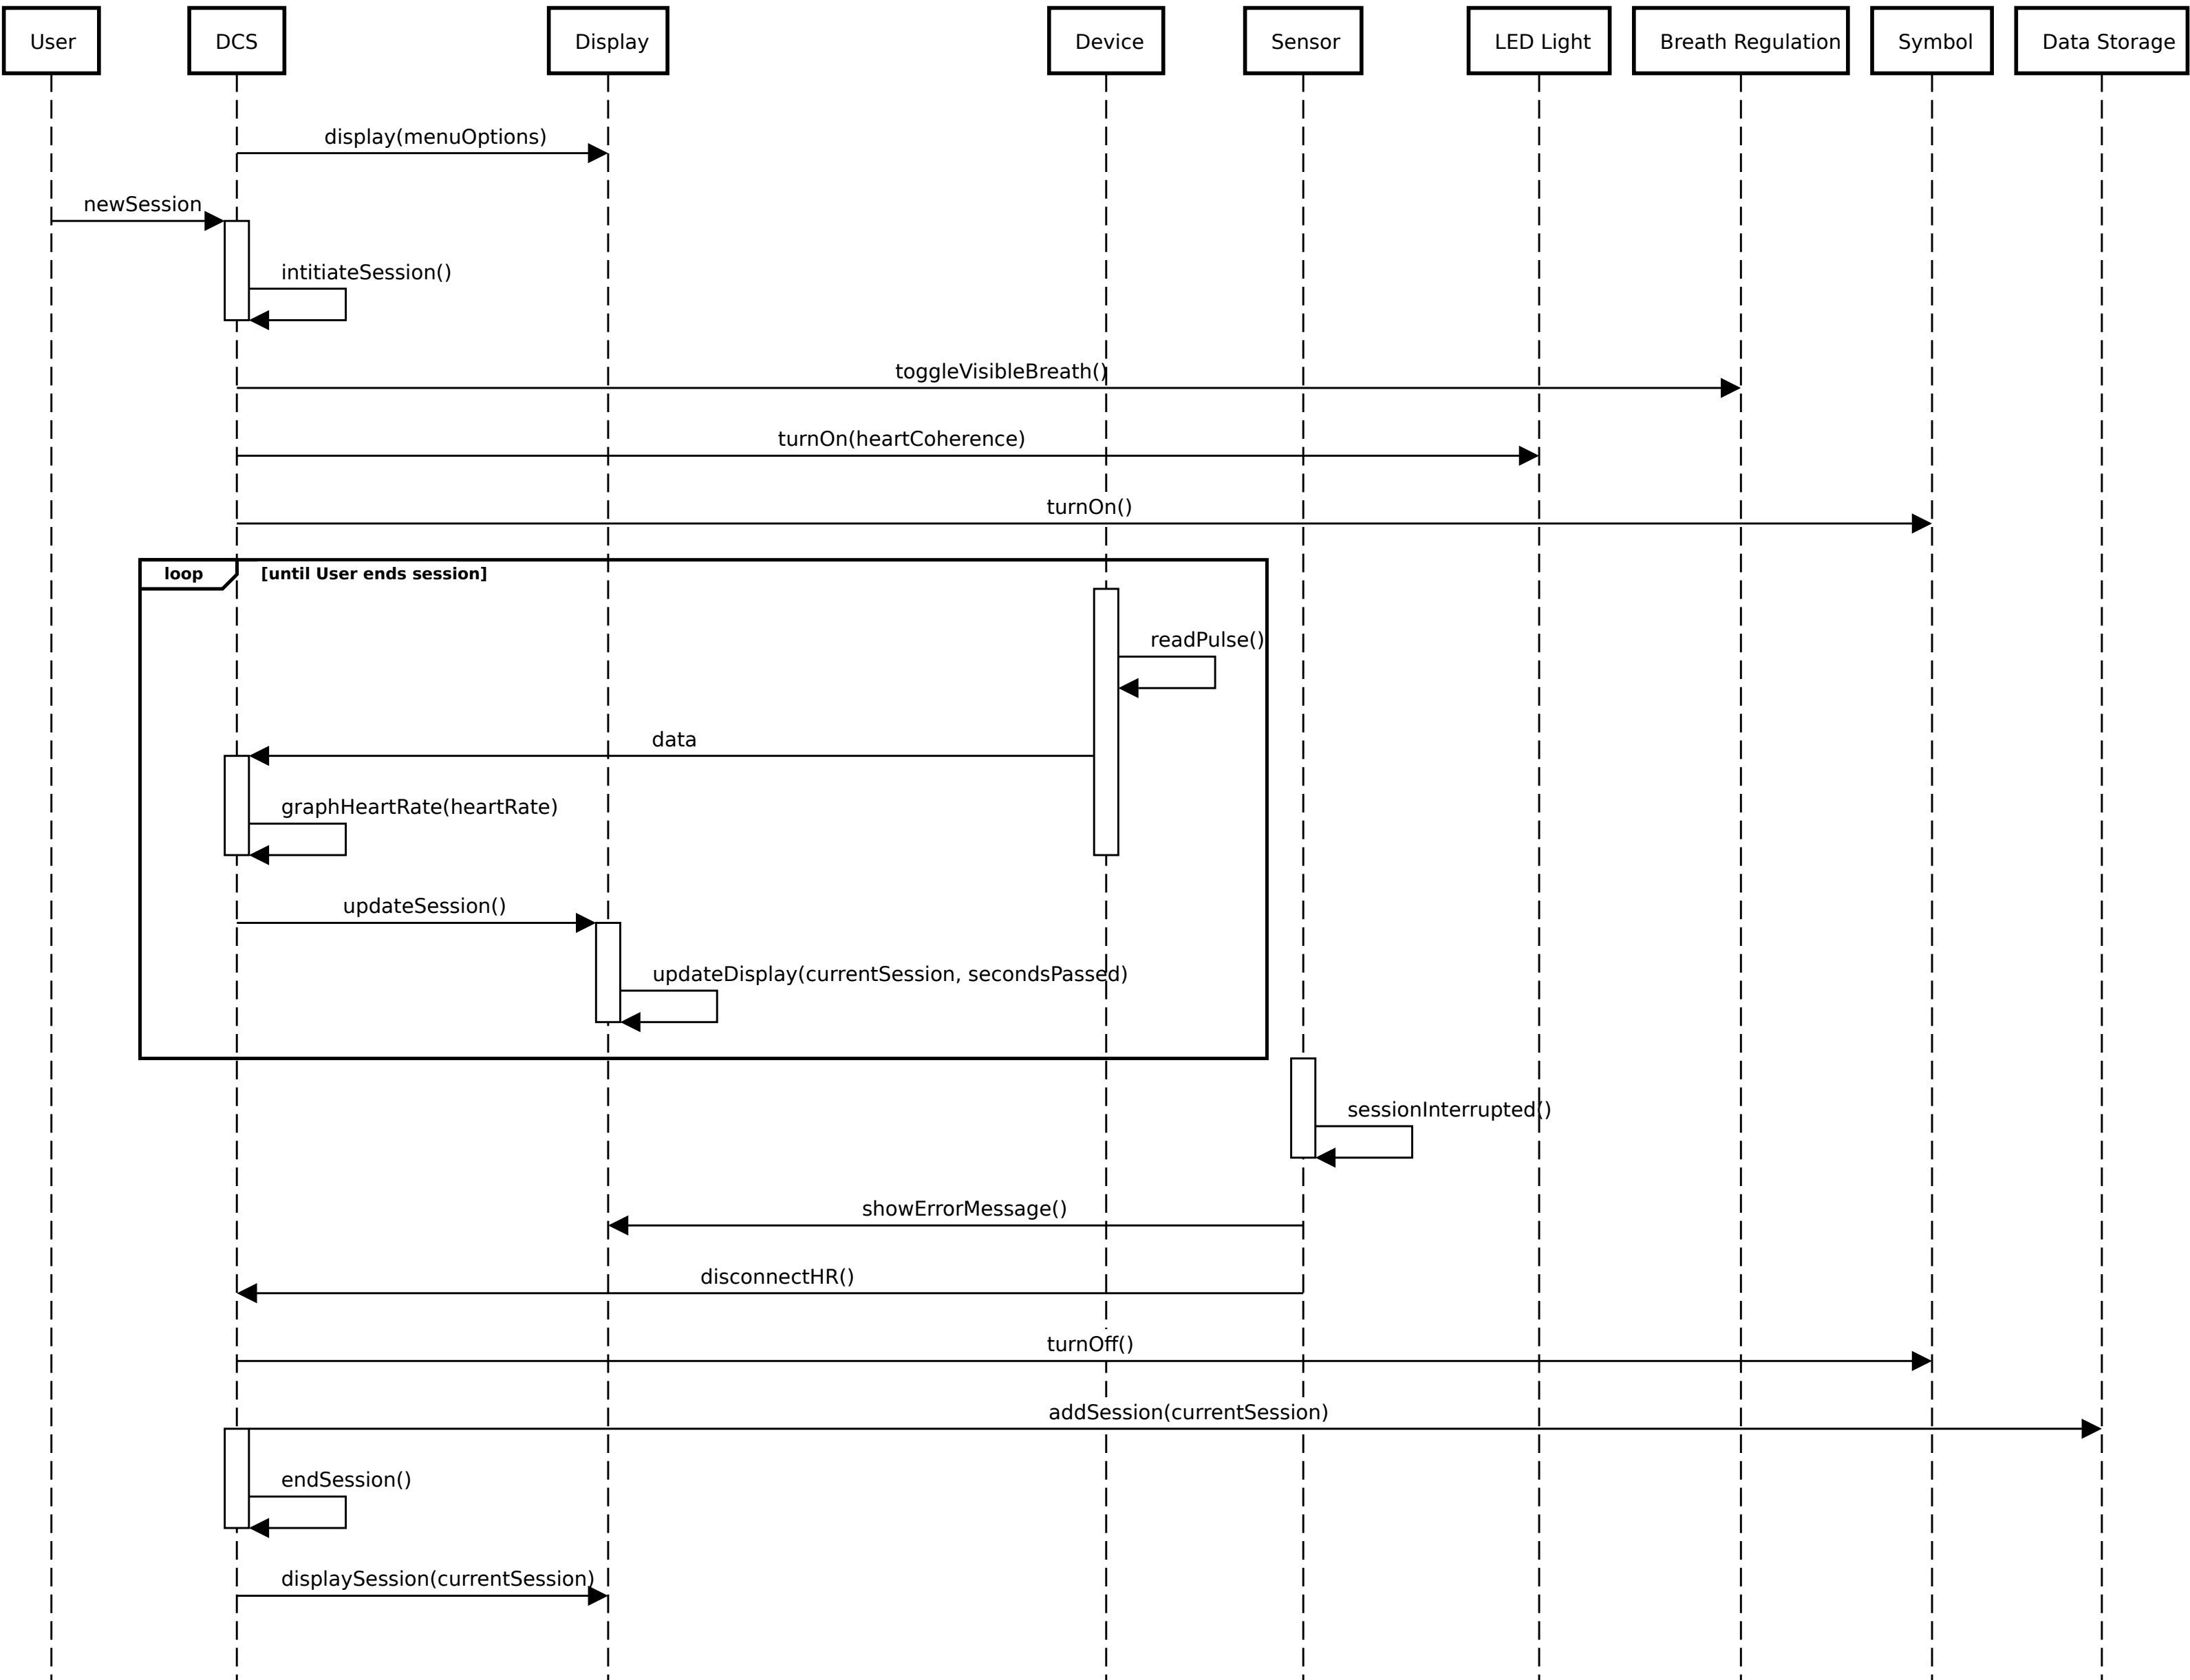 User
DCS
Display
Device
Sensor
LED Light
Breath Regulation
Symbol
Data Storage
display(menuOptions)
newSession
intitiateSession()
toggleVisibleBreath()
turnOn(heartCoherence)
turnOn()
loop
[until User ends session]
readPulse()
data
graphHeartRate(heartRate)
updateSession()
updateDisplay(currentSession, secondsPassed)
sessionInterrupted()
showErrorMessage()
disconnectHR()
turnOff()
addSession(currentSession)
endSession()
displaySession(currentSession)